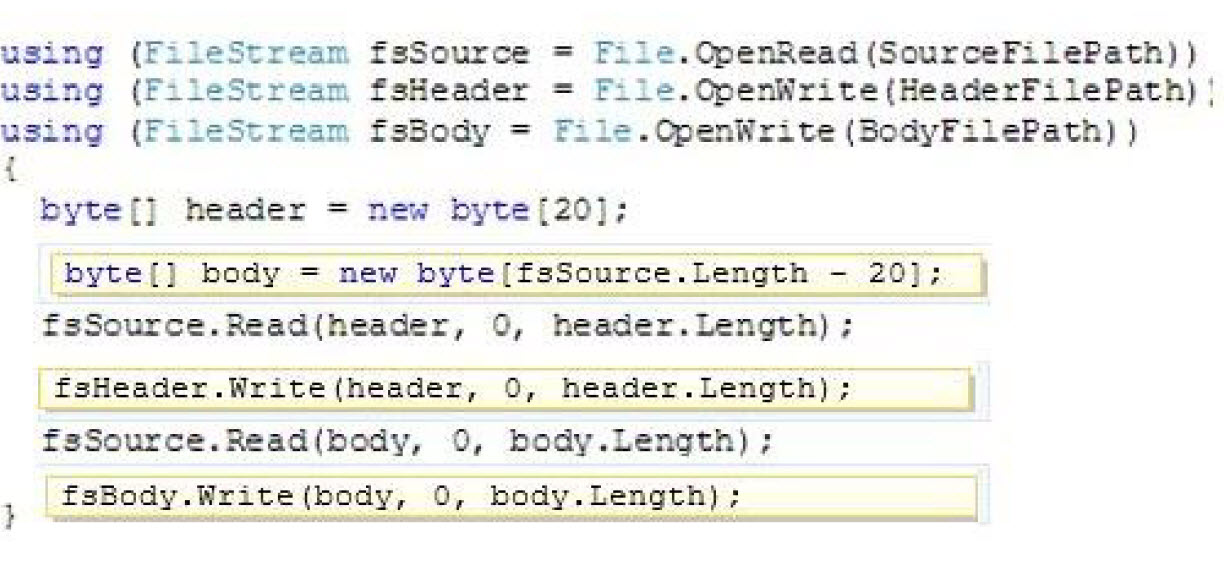 using (FileStream fsSource = File.OpenRead(SourceFilePath))
using (FileStream fsHeader = File.OpenWrite(HeaderFilePath))
using (FileStream fsBody = File.OpenWrite(BodyFilePath))
{
byte[] header = new byte[20];
byte[] body = new byte[fsSource.Length - 20];
fsSource.Read(header, 0, header.Length);
fsHeader.Write(header, 0, header.Length);
fsSource.Read(body, 0, body.Length);
fsBody.Write(body, 0, body.Length);
}